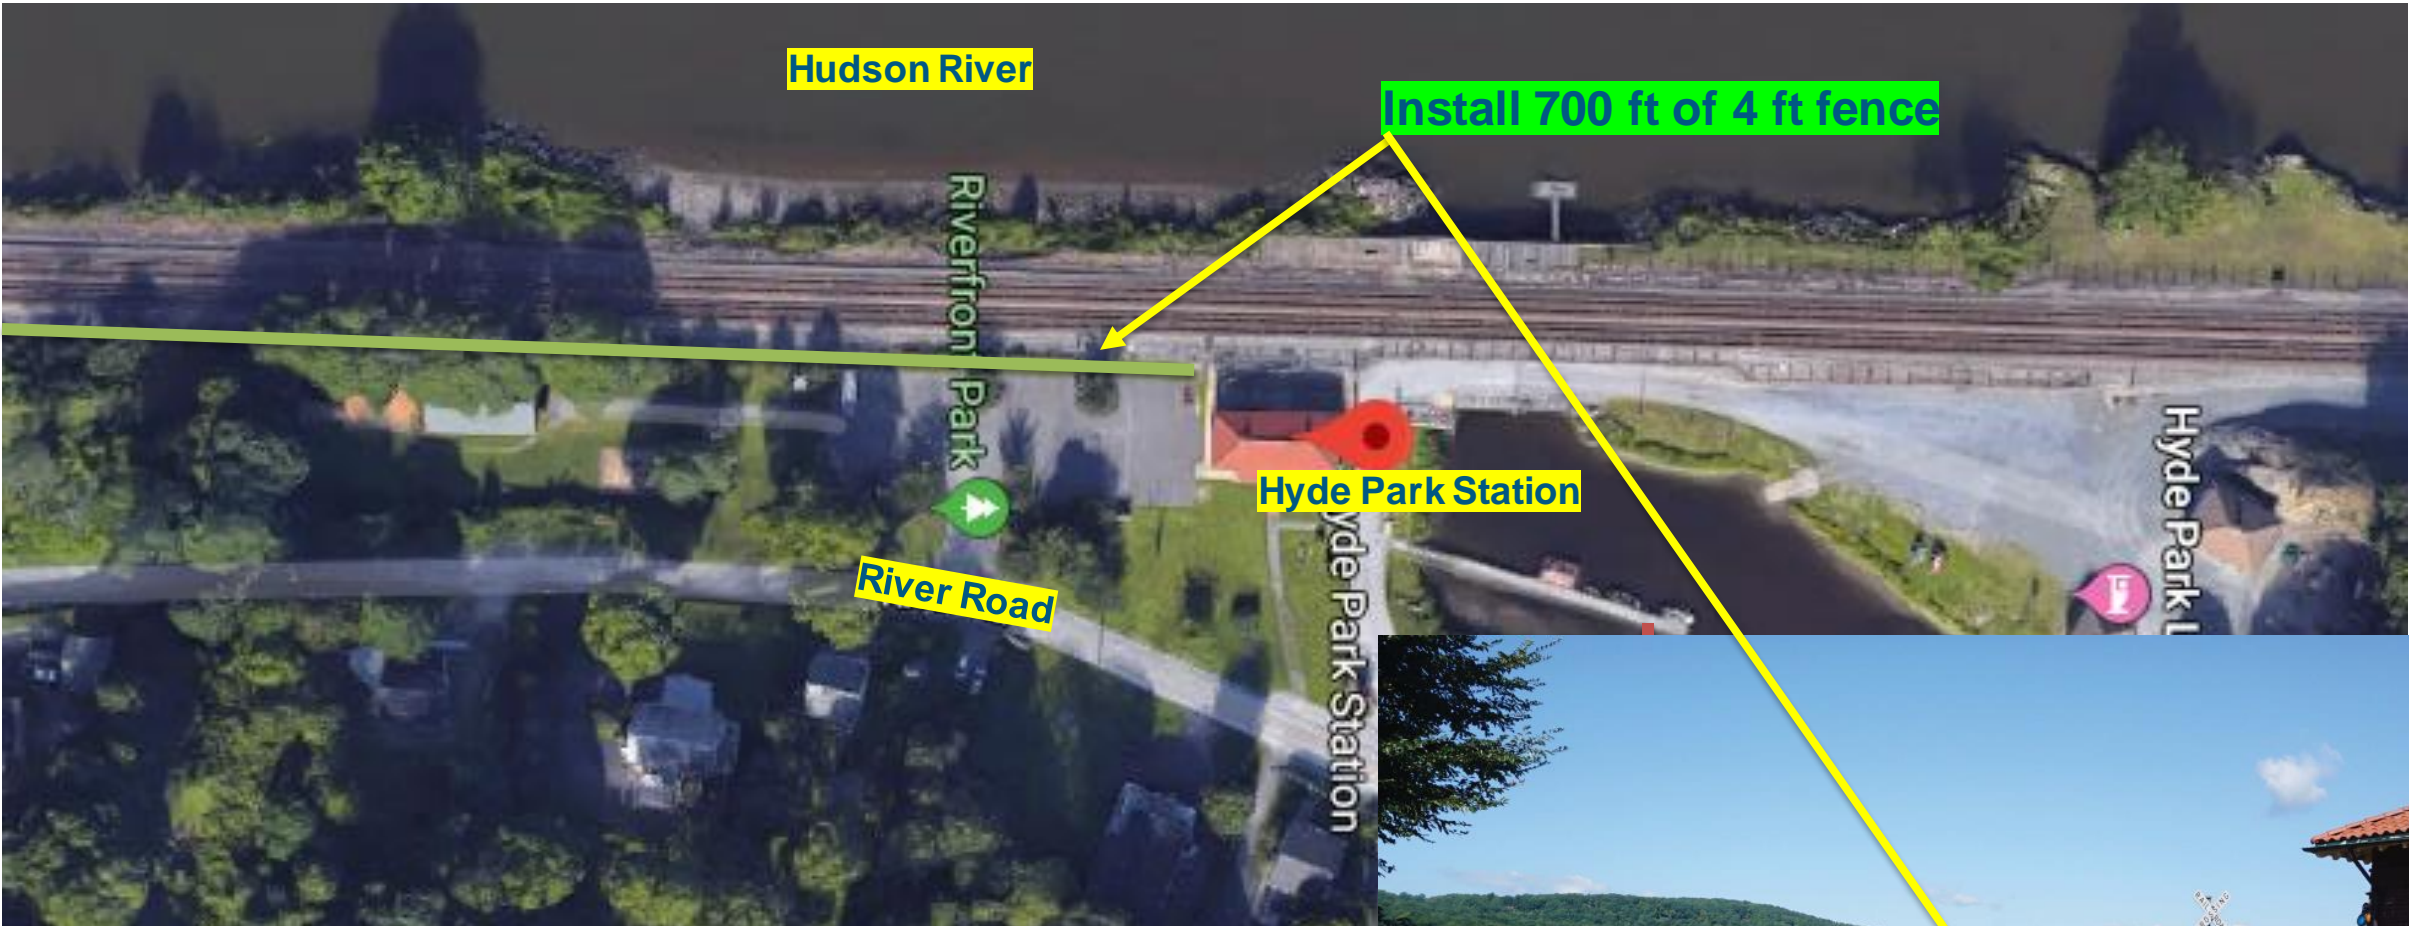 Hudson River
Install 700 ft of 4 ft fence
Riverfront Park
Hyde Park Station
River Road
yde Park Station
Hyde Park L